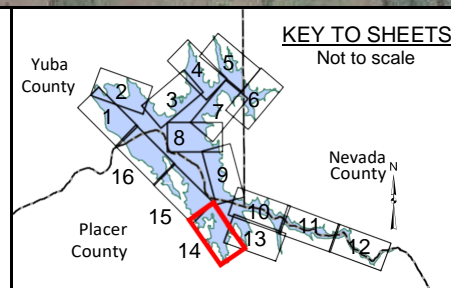 KEY TO SHEETS
Not to scale
Yuba
County
4
5
2
3
6
1
7
8
16
Nevada
County
N
9
15
10
11
Placer
County
14
13
12